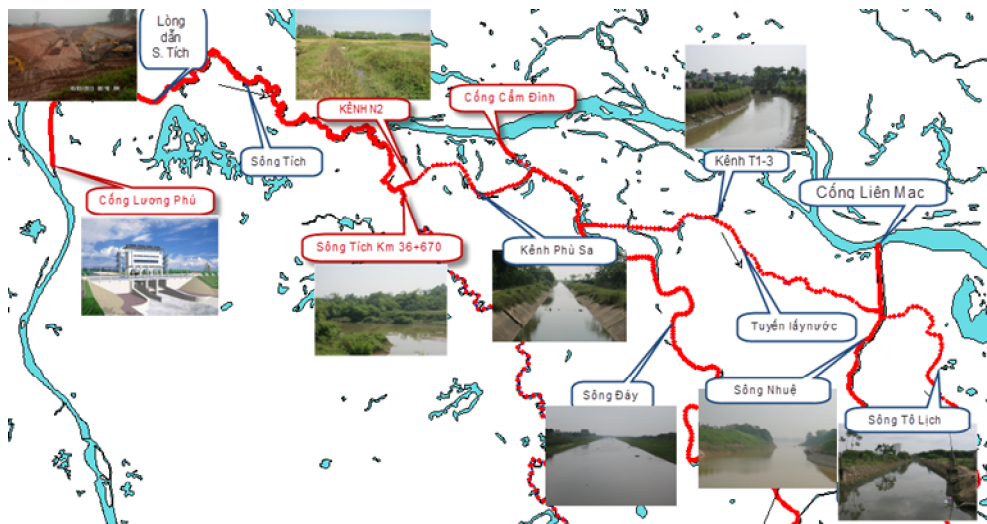 Lòng
dẫn
S. Tích
KÊNH N2
Cống Cẩm Đình
Sông Tích
Kênh T1-3
Cống Liên Mạc
Cống Lương Phú
Sông Tích Km 36+670
Kênh Phù Sa
Tuyến lấy nước
Sông Đáy
Sông Nhuệ
Sông Tô Lịch